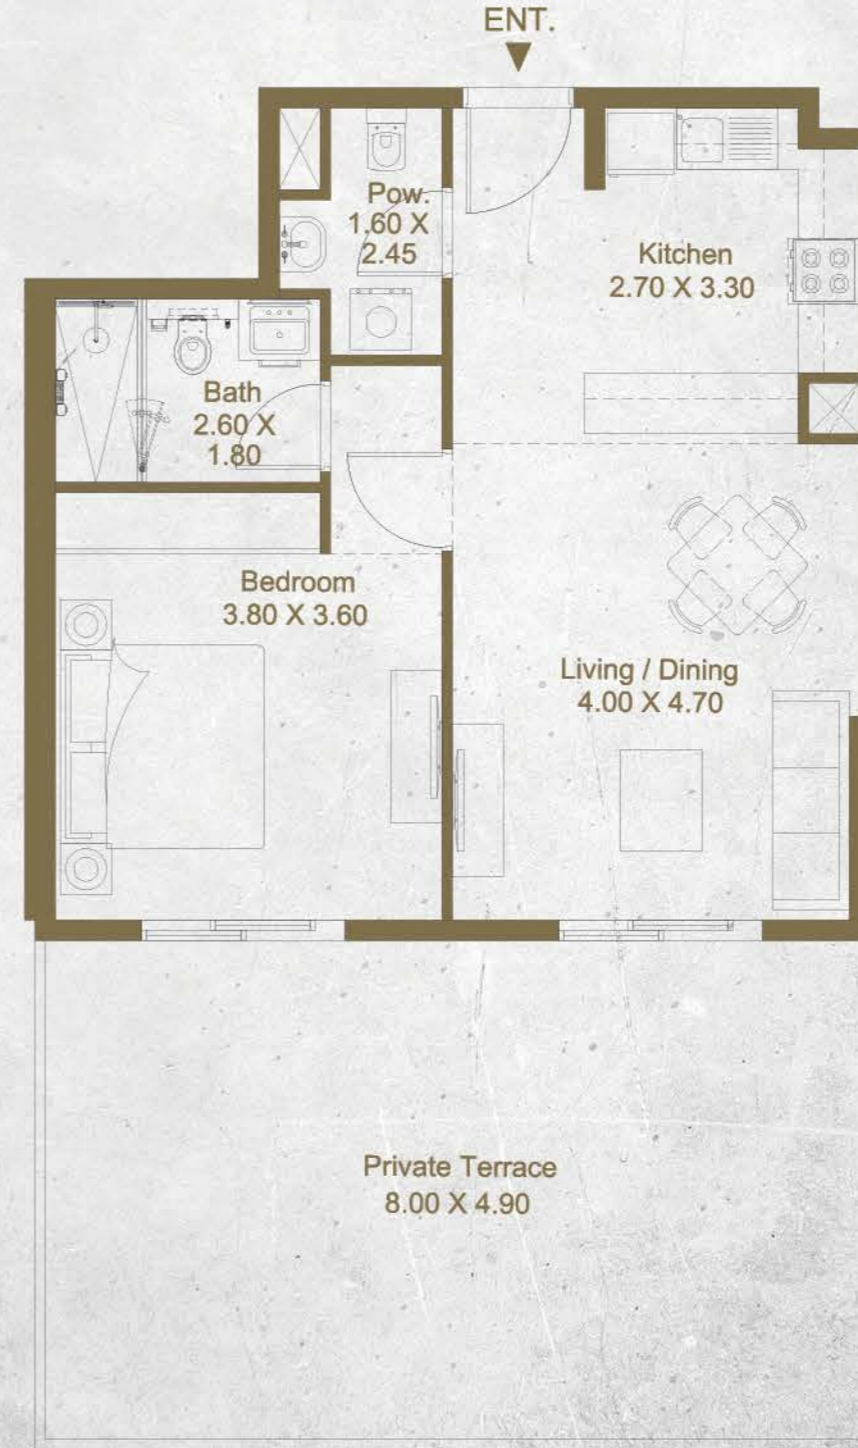 ENT.
Pow.
1.60 X
2.45
Kitchen
2.70 X 3.30
Bath
2.60 X
1.80
Bedroom
3.80 X 3.60
Living / Dining
4.00 X 4.70
Private Terrace
8.00 X 4.90